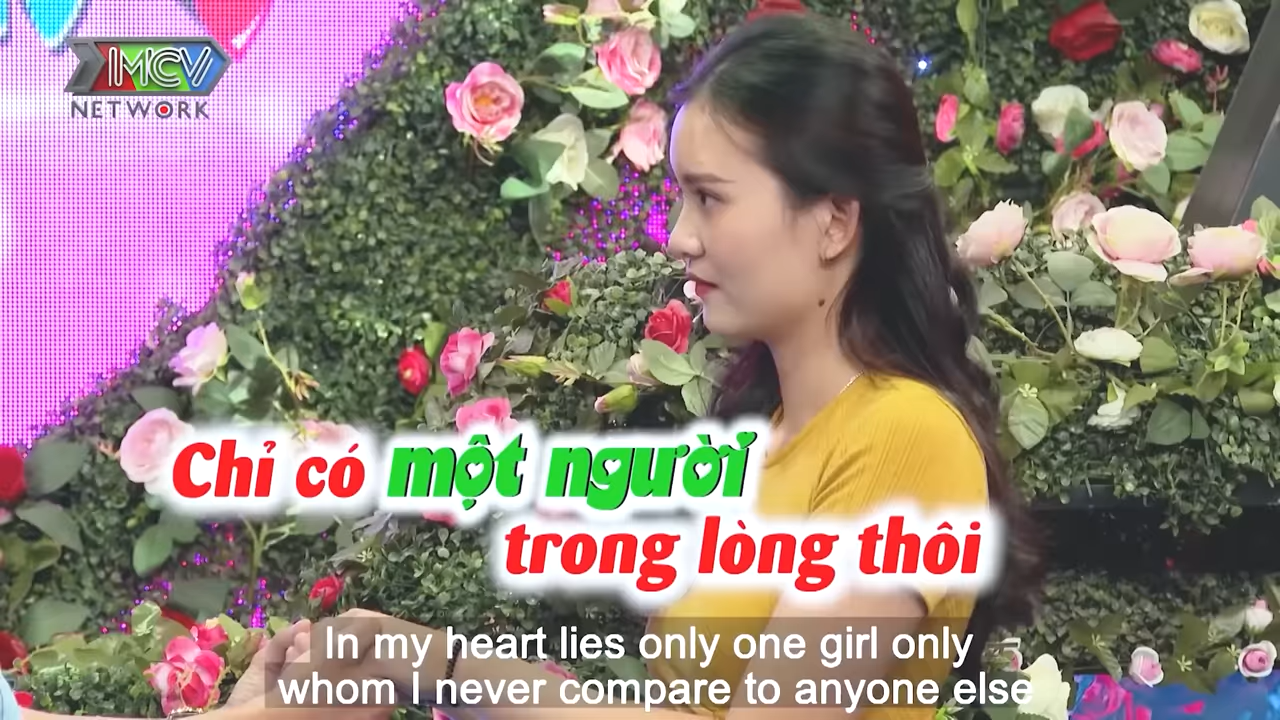 MCV
NETWORK
Chỉ có một người
trong lòng thôi
In my heart lies only one girl only
whom I never compare to anyone else